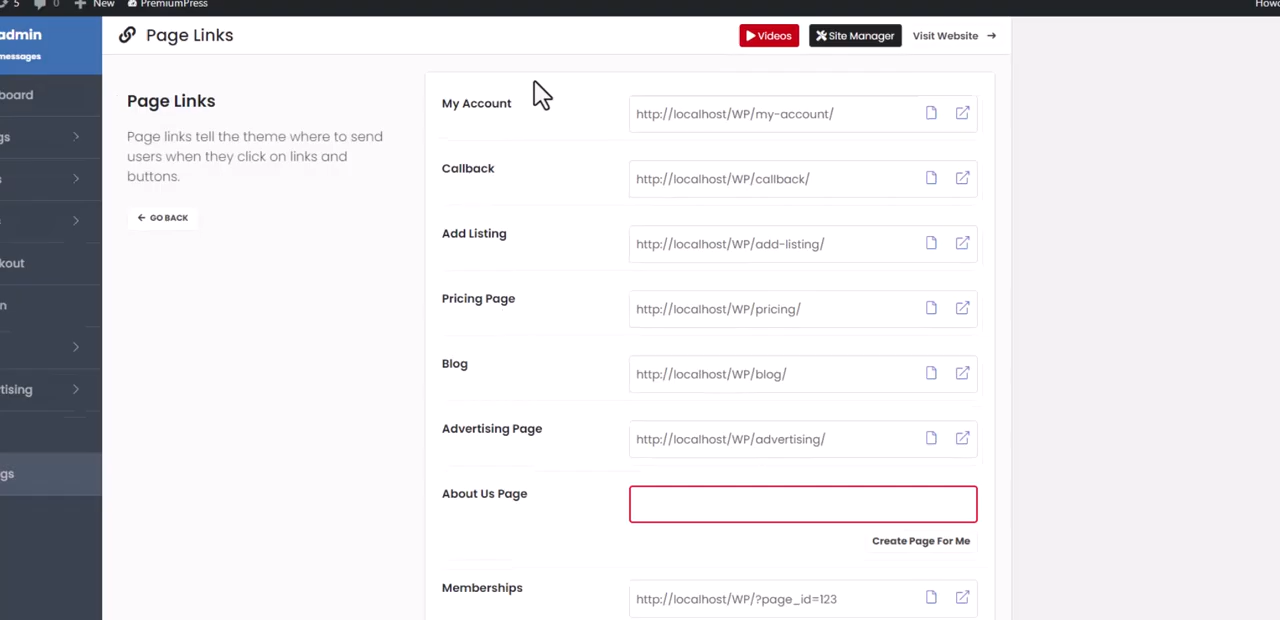 5 0 New PremiumPress Howd
admin
messages
Page Links
Videos
Site Manager
Visit Website
board
gs
s
kout
n
tising
gs
Page Links
Page links tell the theme where to send
users when they click on links and
buttons.
GO BACK
My Account
http://localhost/WP/my-account/
Callback
http://localhost/WP/callback/
Add Listing
http://localhost/WP/add-listing/
Pricing Page
http://localhost/WP/pricing/
Blog
http://localhost/WP/blog/
Advertising Page
http://localhost/WP/advertising/
About Us Page
Create Page For Me
Memberships
http://localhost/WP/?page_id=123